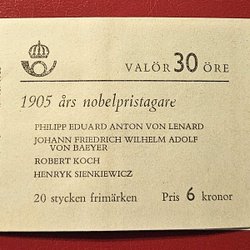 VALÖR 30 ÖRE
1905 års nobelpristagare
PHILIPP EDUARD ANTON VON LENARD
JOHANN FRIEDRICH WILHELM ADOLF
VON BAEYER
ROBERT KOCH
HENRYK SIENKIEWICZ
20 stycken frimärken Pris 6 kronor